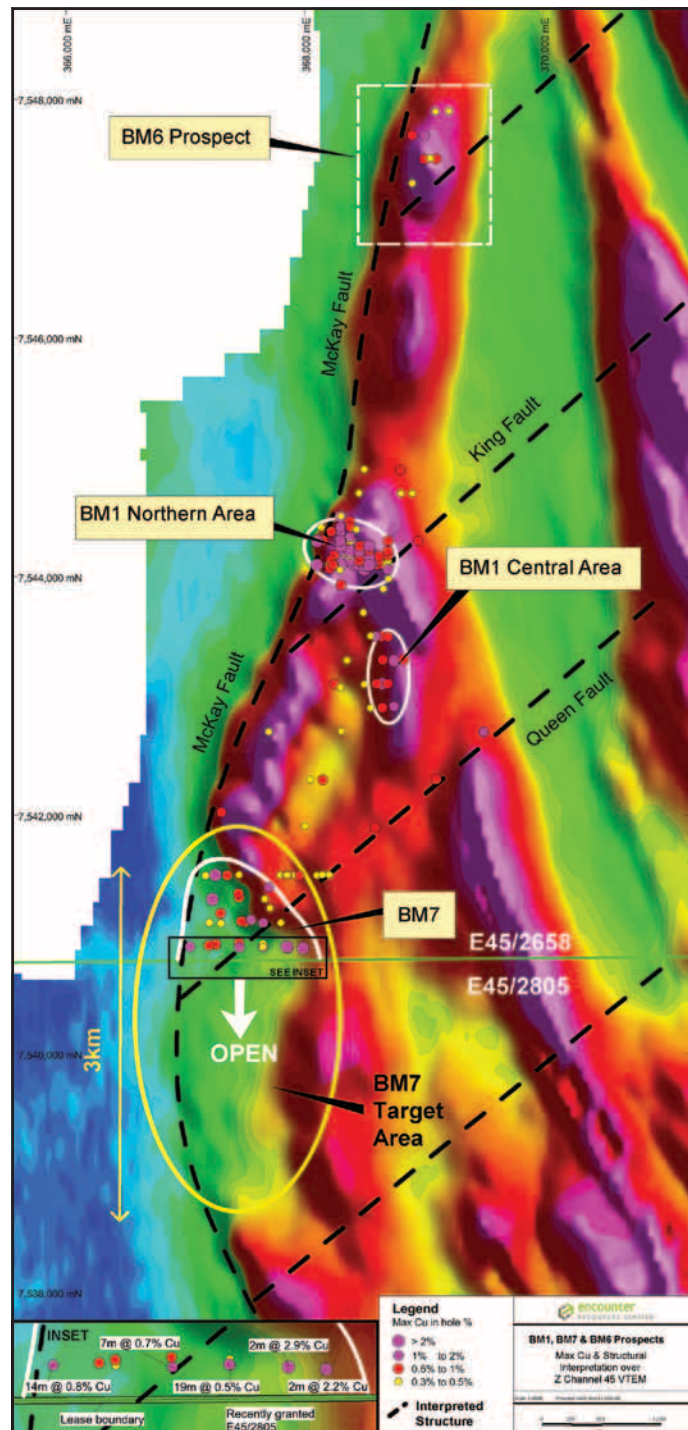 366,000 mE
368,000 mE
370,000 mE
7,548,000 mN
BM6 Prospect
McKay Fault
7,546,000 mN
King Fault
BM1 Northern Area
BM1 Central Area
7,544,000 mN
McKay Fault
Queen Fault
7,542,000 mN
BM7
E45/2658
SEE INSET
E45/2805
3km
OPEN
7,540,000 mN
BM7
Target
Area
7,538,000 mN
INSET
7m @ 0.7% Cu
2m @ 2.9% Cu
14m @ 0.8% Cu
19m @ 0.5% Cu
2m @ 2.2% Cu
Lease boundary
Recently granted
E45/2805
Legend
Max Cu in hole %
> 2%
1% to 2%
0.5% to 1%
0.3% to 0.5%
Interpreted
Structure
encounter
RESOURCES LIMITED
BM1, BM7 & BM6 Prospects
Max Cu & Structural
Interpretation over
Z Channel 45 VTEM